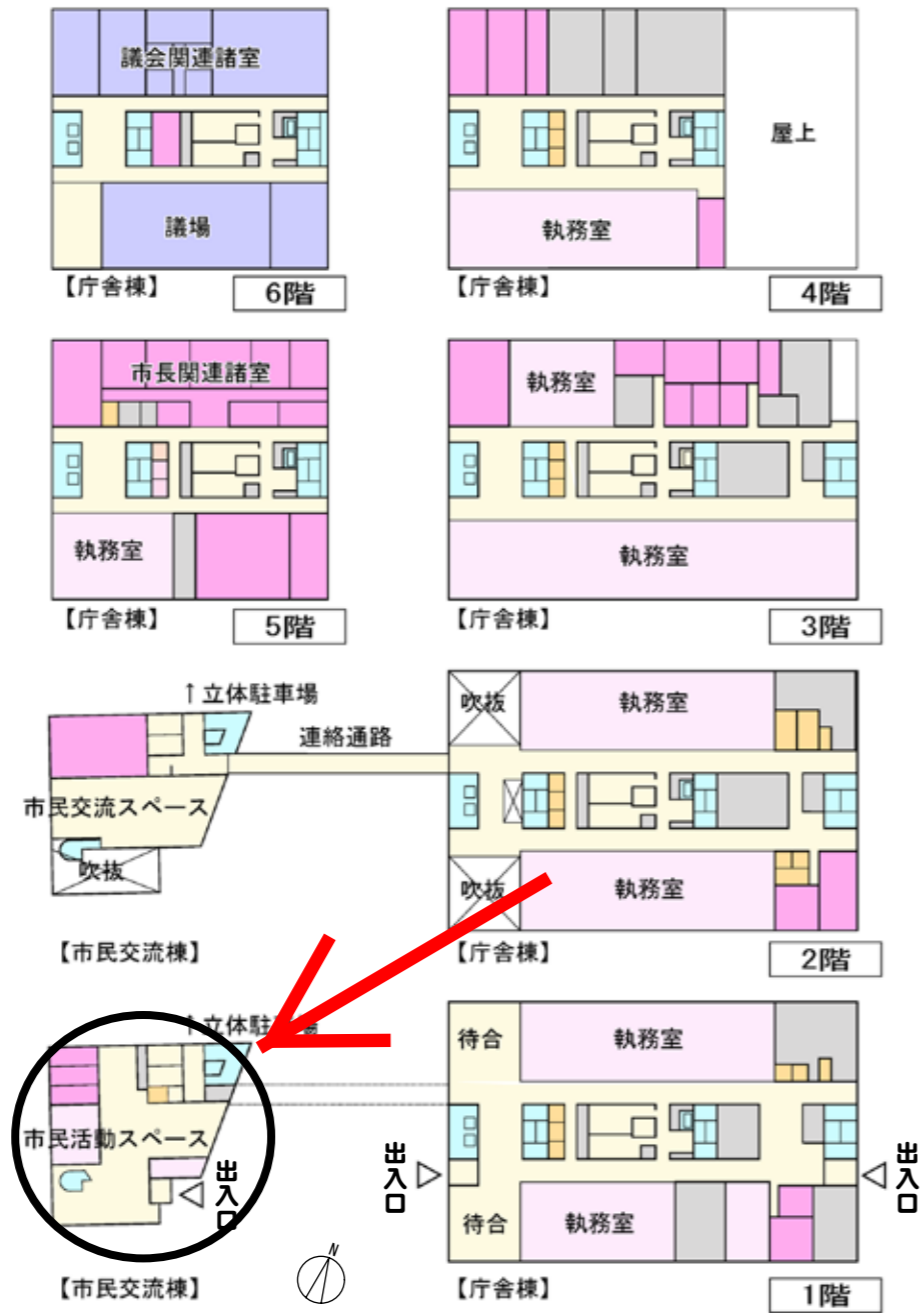 議会関連諸室
議場
【庁舎棟】
6階
屋上
執務室
【庁舎棟】
4階
市長関連諸室
執務室
【庁舎棟】
5階
執務室
執務室
【庁舎棟】
3階
↑立体駐車場
連絡通路
市民交流スペース
吹抜
【市民交流棟】
吹抜
執務室
吹抜
執務室
【庁舎棟】
2階
↑立体駐車場
市民活動スペース
出入口
【市民交流棟】
N
待合
執務室
出入口
出入口
待合
執務室
【庁舎棟】
1階